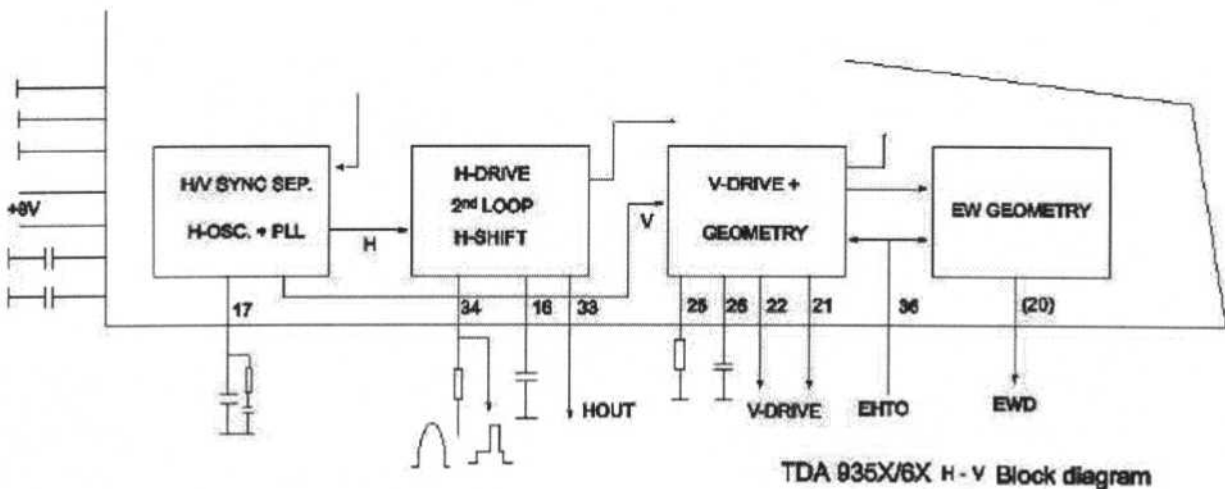 H/V SYNC SEP.
H-OSC. + PLL
H-DRIVE
2nd LOOP
H-SHIFT
V-DRIVE +
GEOMETRY
EW GEOMETRY
+8V
H
V
17
34
16
33
25
26
22
21
36
(20)
HOUT
V-DRIVE
EHTO
EWD
TDA 935X/6X H - V Block diagram